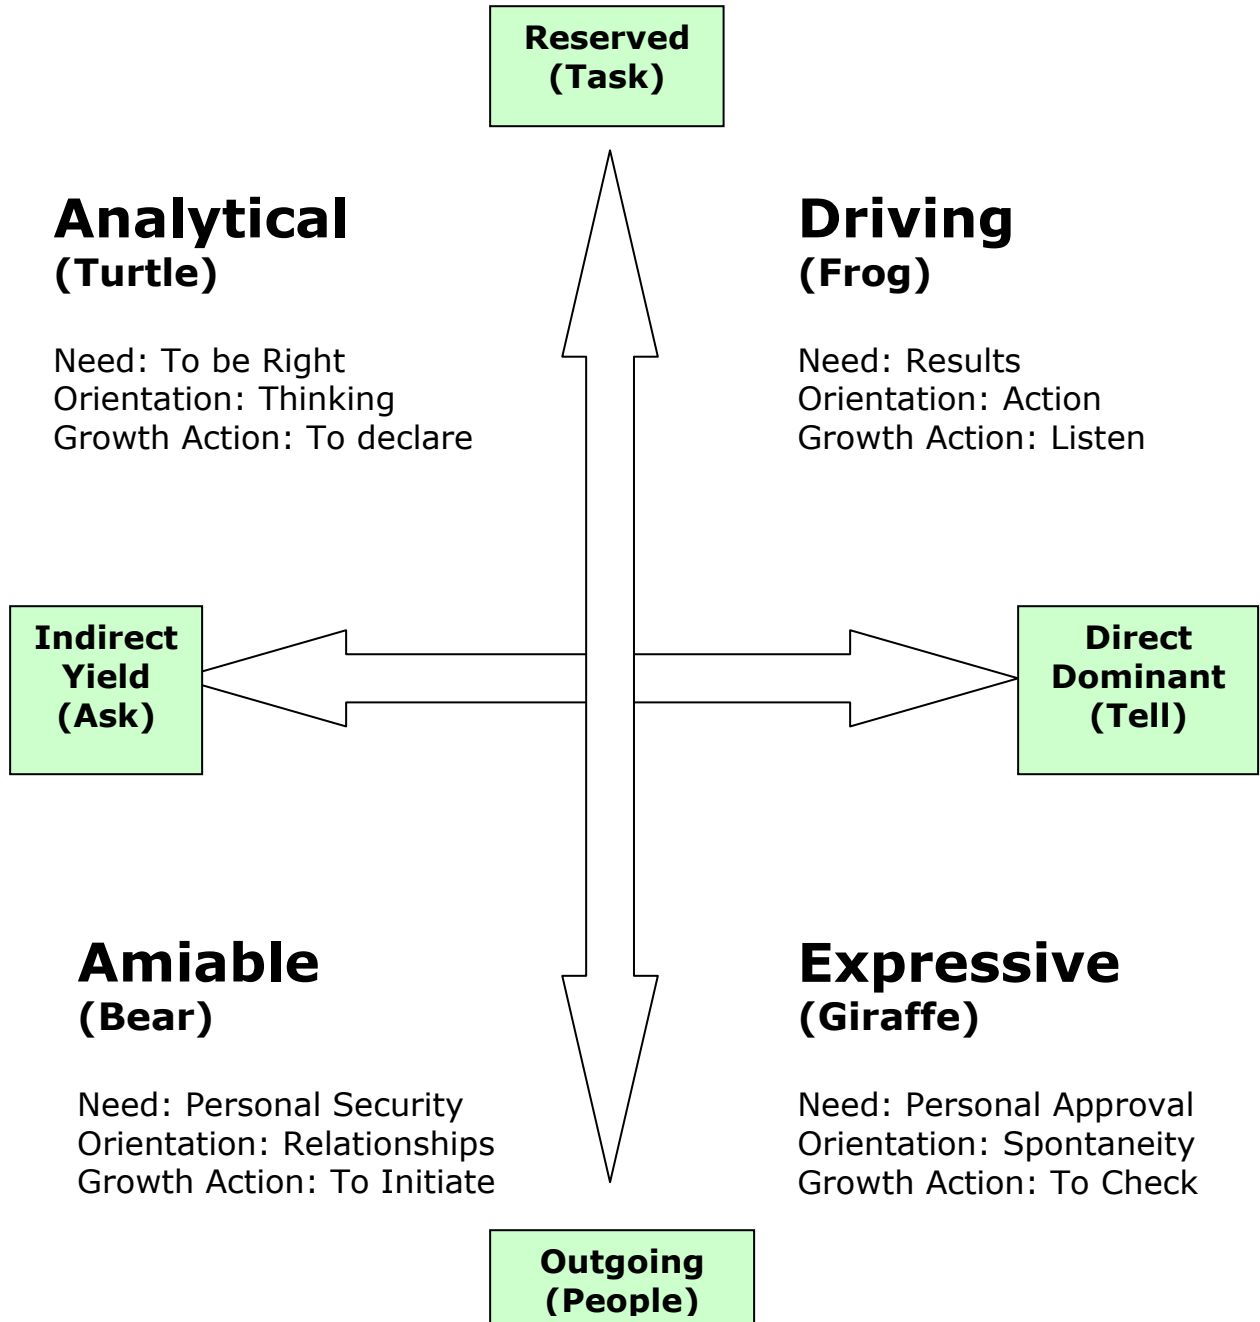 Reserved
(Task)
Analytical
(Turtle)
Need: To be Right
Orientation: Thinking
Growth Action: To declare
Driving
(Frog)
Need: Results
Orientation: Action
Growth Action: Listen
Indirect
Yield
(Ask)
Direct
Dominant
(Tell)
Amiable
(Bear)
Need: Personal Security
Orientation: Relationships
Growth Action: To Initiate
Expressive
(Giraffe)
Need: Personal Approval
Orientation: Spontaneity
Growth Action: To Check
Outgoing
(People)